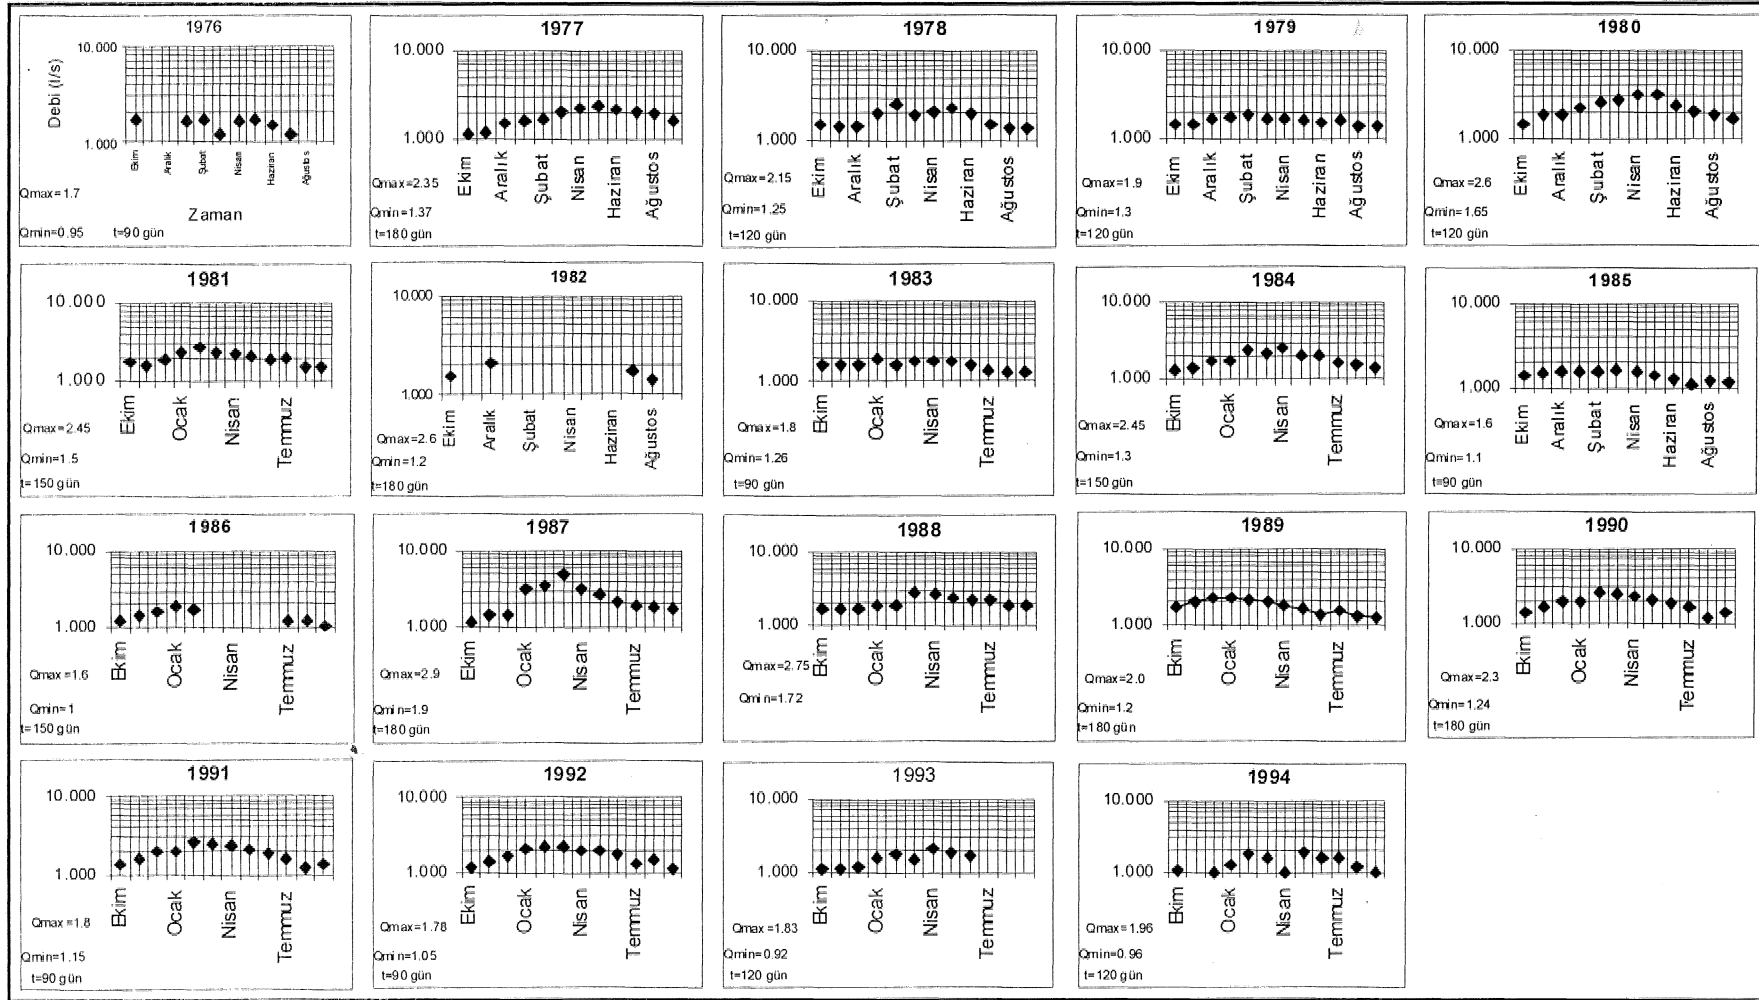 1976
10.000
Debi (l/s)
1.000
Ekim
Aralık
Şubat
Nisan
Haziran
Ağustos
Qmax=1.7
Zaman
Qmin=0.95 t=90 gün
1977
10.000
1.000
Ekim
Aralık
Şubat
Nisan
Haziran
Ağustos
Qmax=2.35
Qmin=1.37
t=180 gün
1978
10.000
1.000
Ekim
Aralık
Şubat
Nisan
Haziran
Ağustos
Qmax=2.15
Qmin=1.25
t=120 gün
1979
10.000
1.000
Ekim
Aralık
Şubat
Nisan
Haziran
Ağustos
Qmax=1.9
Qmin=1.3
t=120 gün
1980
10.000
1.000
Ekim
Aralık
Şubat
Nisan
Haziran
Ağustos
Qmax=2.6
Qmin=1.65
t=120 gün
1981
10.000
1.000
Ekim
Ocak
Nisan
Temmuz
Qmax=2.45
Qmin=1.5
t=150 gün
1982
10.000
1.000
Ekim
Aralık
Şubat
Nisan
Haziran
Ağustos
Qmax=2.6
Qmin=1.2
t=180 gün
1983
10.000
1.000
Ekim
Ocak
Nisan
Temmuz
Qmax=1.8
Qmin=1.26
t=90 gün
1984
10.000
1.000
Ekim
Ocak
Nisan
Temmuz
Qmax=2.45
Qmin=1.3
t=150 gün
1985
10.000
1.000
Ekim
Aralık
Şubat
Nisan
Haziran
Ağustos
Qmax=1.6
Qmin=1.1
t=90 gün
1986
10.000
1.000
Ekim
Ocak
Nisan
Temmuz
Qmax=1.6
Qmin=1
t=150 gün
1987
10.000
1.000
Ekim
Ocak
Nisan
Temmuz
Qmax=2.9
Qmin=1.9
t=180 gün
1988
10.000
1.000
Ekim
Ocak
Nisan
Temmuz
Qmax=2.75
Qmin=1.72
1989
10.000
1.000
Ekim
Ocak
Nisan
Temmuz
Qmax=2.0
Qmin=1.2
t=180 gün
1990
10.000
1.000
Ekim
Ocak
Nisan
Temmuz
Qmax=2.3
Qmin=1.24
t=180 gün
1991
10.000
1.000
Ekim
Ocak
Nisan
Temmuz
Qmax=1.8
Qmin=1.15
t=90 gün
1992
10.000
1.000
Ekim
Ocak
Nisan
Temmuz
Qmax=1.78
Qmin=1.05
t=90 gün
1993
10.000
1.000
Ekim
Ocak
Nisan
Temmuz
Qmax=1.83
Qmin=0.92
t=120 gün
1994
10.000
1.000
Ekim
Ocak
Nisan
Temmuz
Qmax=1.96
Qmin=0.96
t=120 gün